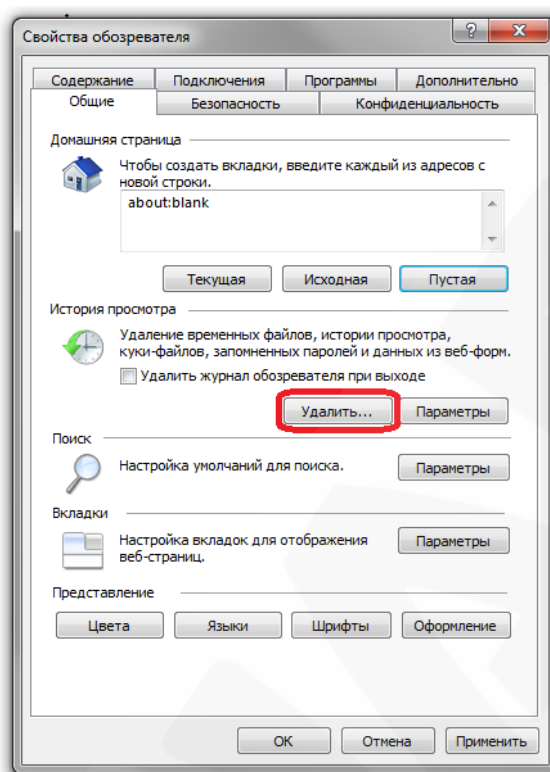 Свойства обозревателя
Содержание Подключения Программы Дополнительно
Общие Безопасность Конфиденциальность
Домашняя страница
Чтобы создать вкладки, введите каждый из адресов с
новой строки.
about:blank
Текущая Исходная Пустая
История просмотра
Удаление временных файлов, истории просмотра,
куки-файлов, запомненных паролей и данных из веб-форм.
Удалить журнал обозревателя при выходе
Удалить... Параметры
Поиск
Настройка умолчаний для поиска. Параметры
Вкладки
Настройка вкладок для отображения
веб-страниц.
Параметры
Представление
Цвета Языки Шрифты Оформление
ОК Отмена Применить